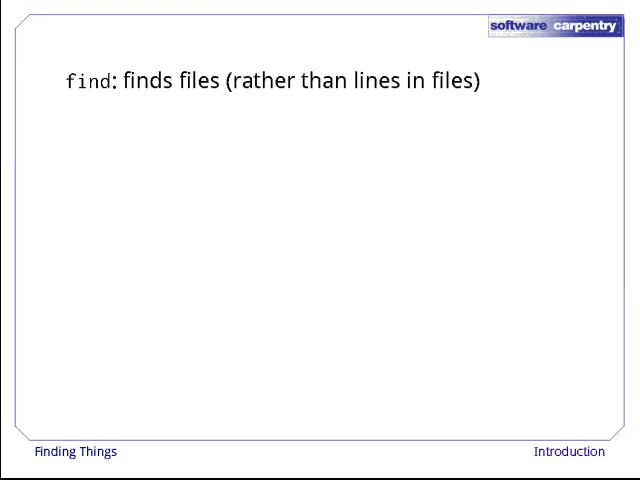 software carpentry
find: finds files (rather than lines in files)
Finding Things
Introduction